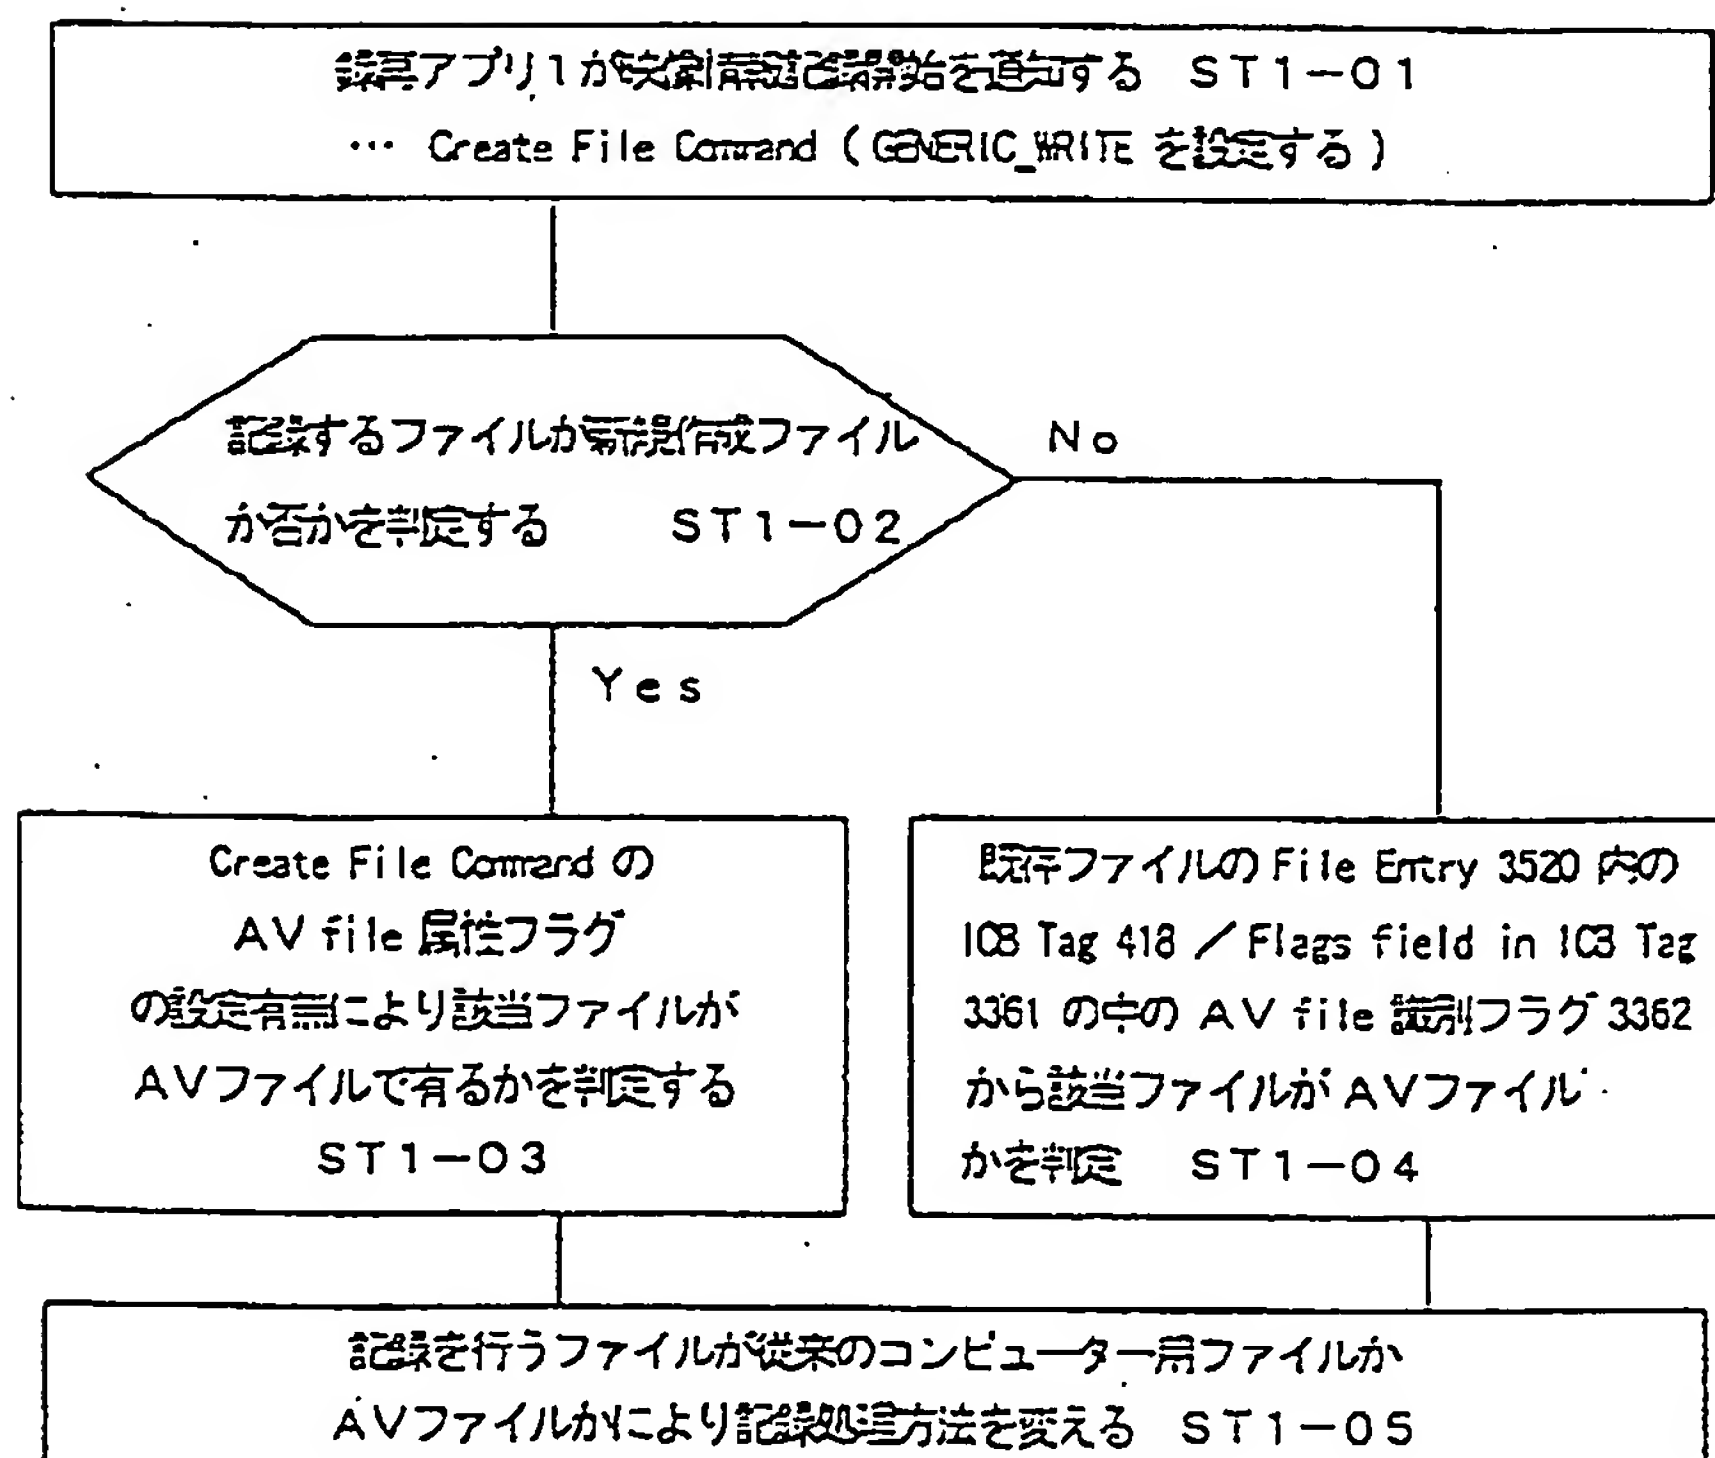 録画アプリ1が映像情報記録開始を通知する ST1-01
… Create File Command (GENERIC_WRITE を設定する)
記録するファイルが新規作成ファイル
No
か否かを判定する ST1-02
Yes
Create File Command の
AV file 属性フラグ
の設定有無により該当ファイルが
AVファイルで有るかを判定する
ST1-03
既存ファイルの File Entry 3520 内の
ICB Tag 418 / Flags field in ICB Tag
3361 の中の AV file 識別フラグ 3362
から該当ファイルが AVファイル
かを判定 ST1-04
記録を行うファイルが従来のコンピューター用ファイルか
AVファイルかにより記録処理方法を変える ST1-05